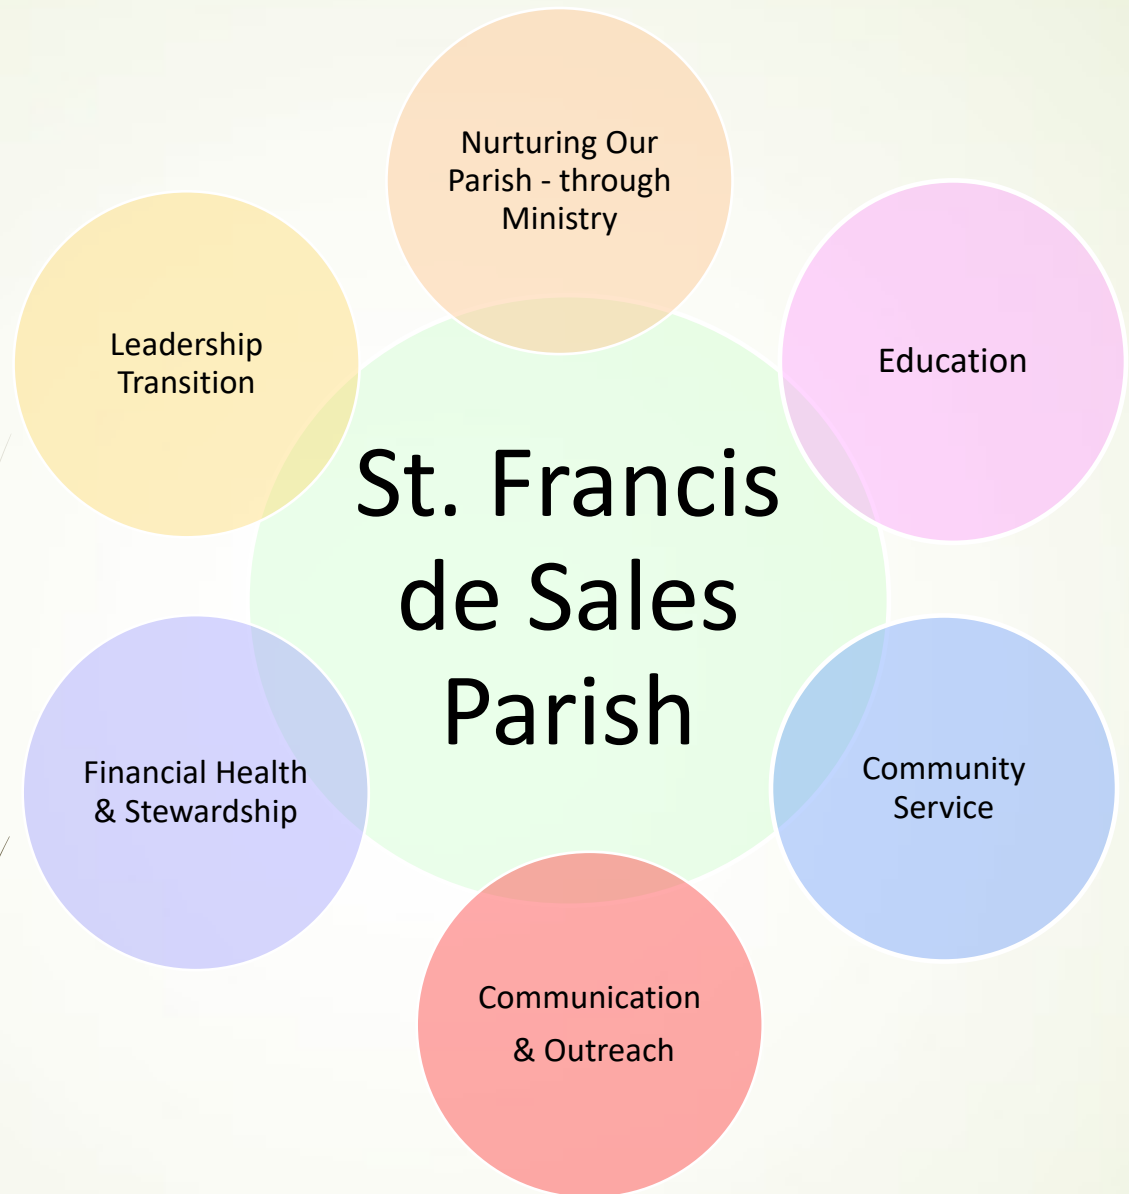 Nurturing Our
Parish - through
Ministry
Leadership
Transition
Education
St. Francis
de Sales
Parish
Financial Health
& Stewardship
Community
Service
Communication
& Outreach